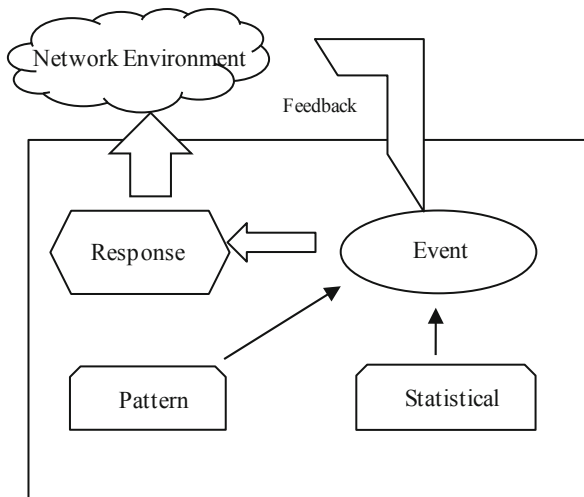 Network Environment
Feedback
Response
Event
Pattern
Statistical